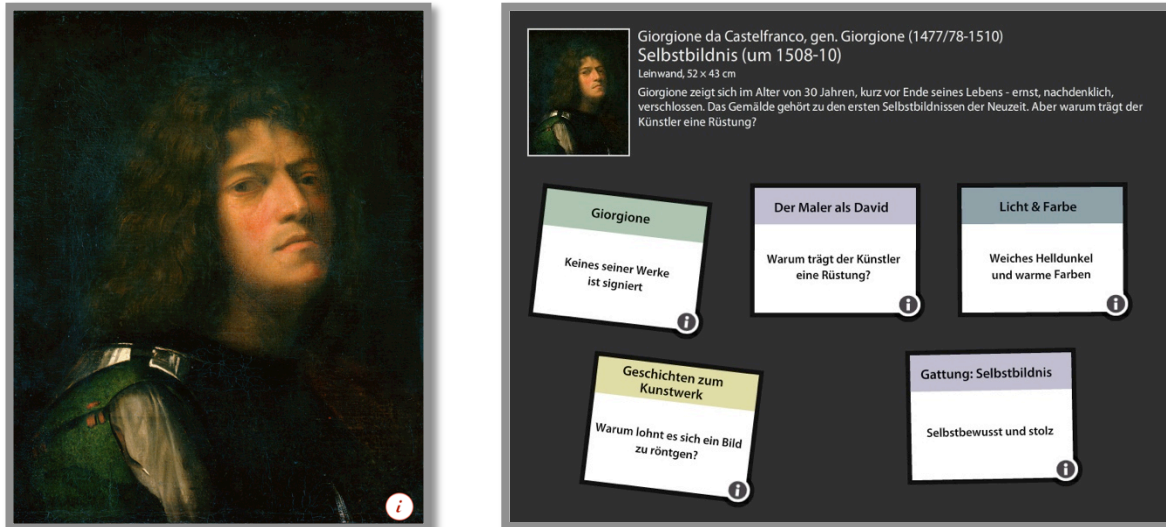 Giorgione da Castelfranco, gen. Giorgione (1477/78-1510)
Selbstbildnis (um 1508-10)
Leinwand, 52 × 43 cm
Giorgione zeigt sich im Alter von 30 Jahren, kurz vor Ende seines Lebens - ernst, nachdenklich,
verschlossen. Das Gemälde gehört zu den ersten Selbstbildnissen der Neuzeit. Aber warum trägt der
Künstler eine Rüstung?
Giorgione
Keines seiner Werke
ist signiert
i
Der Maler als David
Warum trägt der Künstler
eine Rüstung?
i
Licht & Farbe
Weiches Helldunkel
und warme Farben
i
Geschichten zum
Kunstwerk
Warum lohnt es sich ein Bild
zu röntgen?
i
Gattung: Selbstbildnis
Selbstbewusst und stolz
i
i